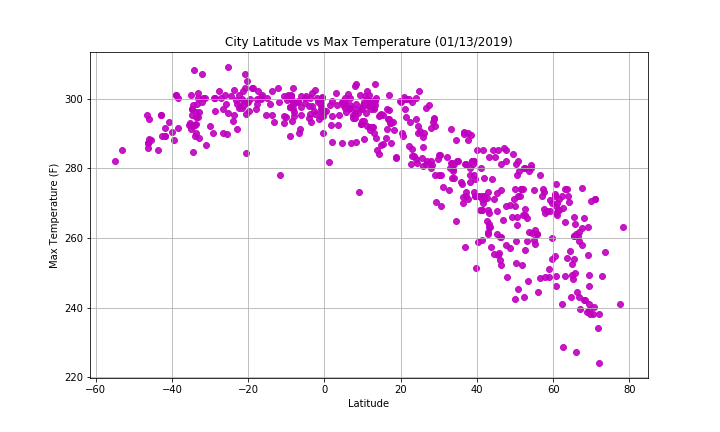 City Latitude vs Max Temperature (01/13/2019)
Max Temperature (F)
300
280
260
240
220
−60 −40 −20 0 20 40 60 80
Latitude